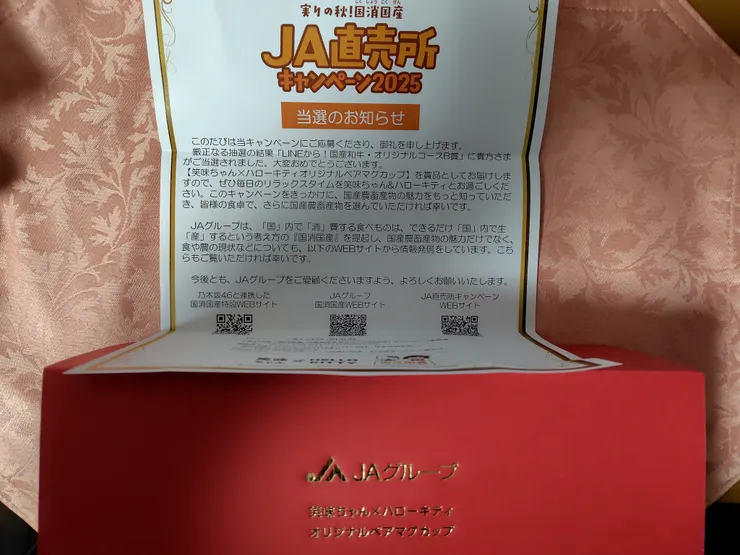 実りの秋!国消国産
JA直売所
キャンペーン2025
当選のお知らせ
このたびは当キャンペーンにご応募くださり、御礼を申し上げます。
厳正なる抽選の結果「LINEから!国産和牛・オリジナルコースB賞」に貴方さま
がご当選されました。大変おめでとうございます。
【笑味ちゃん×ハローキティオリジナルペアマグカップ】を賞品としてお届けしま
すので、ぜひ毎日のリラックスタイムを笑味ちゃん&ハローキティとお過ごしくだ
さい。このキャンペーンをきっかけに、国産農畜産物の魅力をもっと知っていただ
き、皆様の食卓で、さらに国産農畜産物を選んでいただければ幸いです。
JAグループは、「国」内で「消」費する食べものは、できるだけ「国」内で生
「産」するという考え方の『国消国産』を提起し、国産農畜産物の魅力だけでなく、
食や農の現状などについても、以下のWEBサイトから情報発信をしています。こち
らもご覧いただければ幸いです。
今後とも、JAグループをご愛顧くださいますよう、よろしくお願いいたします。
乃木坂46と連携した
国消国産特設WEBサイト
JAグループ
国消国産WEBサイト
JA直売所キャンペーン
WEBサイト
JA JAグループ
笑味ちゃん×ハローキティ
オリジナルペアマグカップ